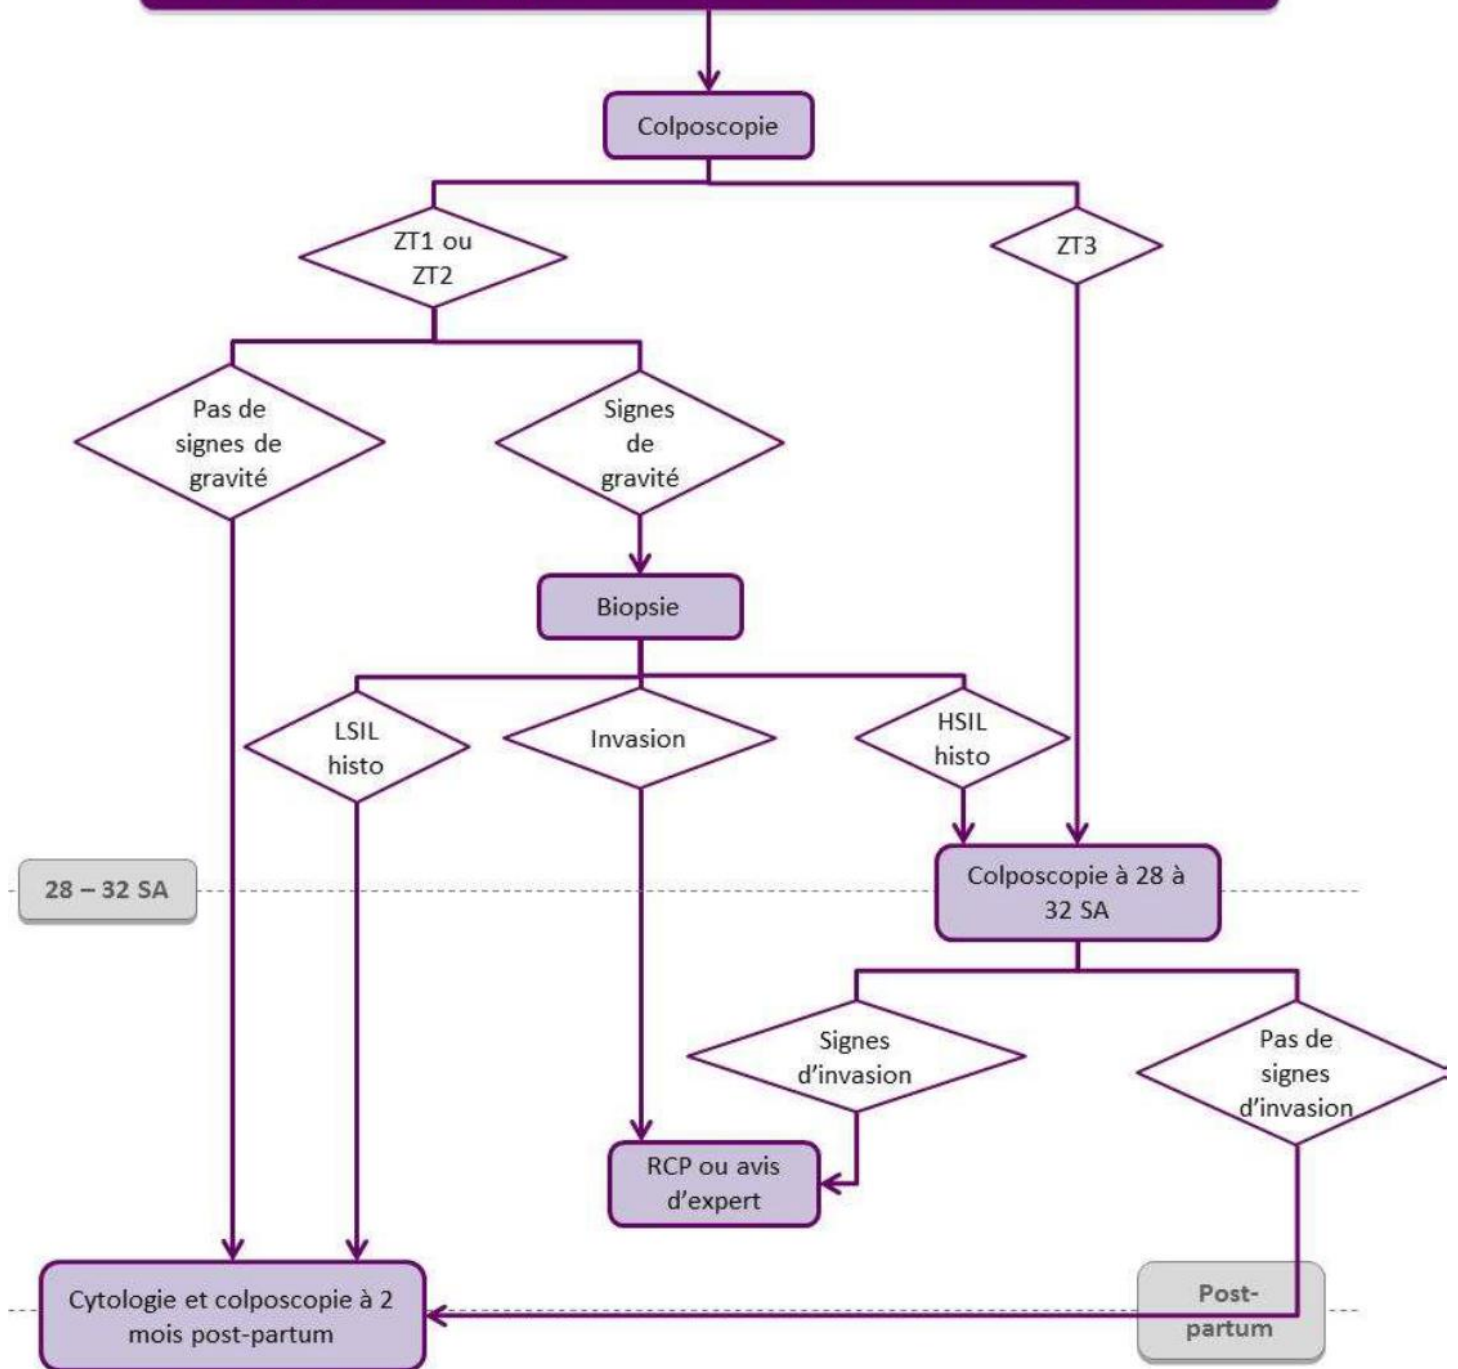 Colposcopie
ZT1 ou
ZT2
ZT3
Pas de
signes de
gravité
Signes
de
gravité
Biopsie
LSIL
histo
Invasion
HSIL
histo
28 – 32 SA
Colposcopie à 28 à
32 SA
Signes
d'invasion
Pas de
signes
d'invasion
RCP ou avis
d'expert
Cytologie et colposcopie à 2
mois post-partum
Post-
partum